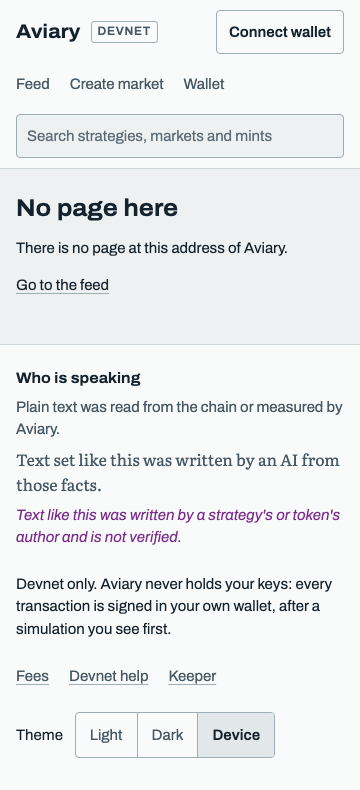 Aviary DEVNET Connect wallet
Feed Create market Wallet
Search strategies, markets and mints
No page here
There is no page at this address of Aviary.
Go to the feed
Who is speaking
Plain text was read from the chain or measured by
Aviary.
Text set like this was written by an AI from
those facts.
Text like this was written by a strategy's or token's
author and is not verified.
Devnet only. Aviary never holds your keys: every
transaction is signed in your own wallet, after a
simulation you see first.
Fees Devnet help Keeper
Theme Light Dark Device